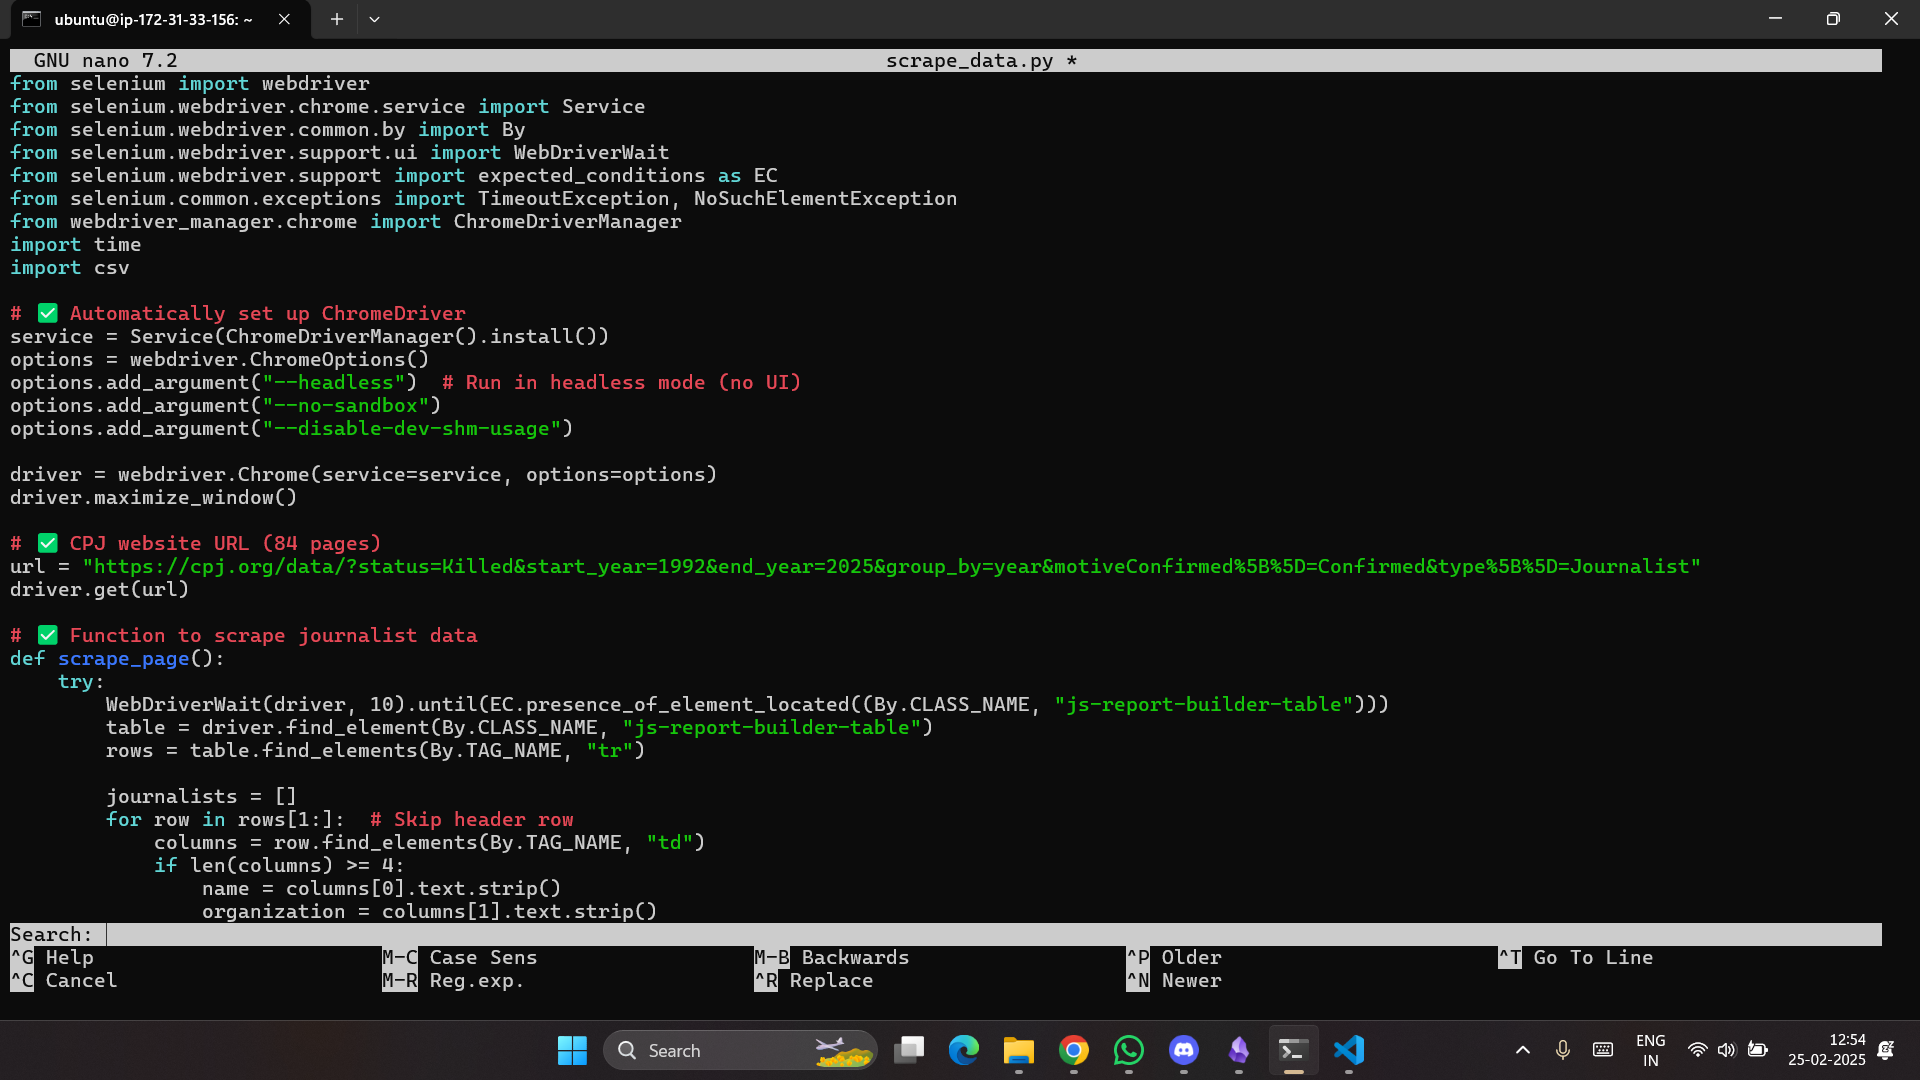 ubuntu@ip-172-31-33-156: ~
GNU nano 7.2 scrape_data.py *
from selenium import webdriver
from selenium.webdriver.chrome.service import Service
from selenium.webdriver.common.by import By
from selenium.webdriver.support.ui import WebDriverWait
from selenium.webdriver.support import expected_conditions as EC
from selenium.common.exceptions import TimeoutException, NoSuchElementException
from webdriver_manager.chrome import ChromeDriverManager
import time
import csv
# ✅ Automatically set up ChromeDriver
service = Service(ChromeDriverManager().install())
options = webdriver.ChromeOptions()
options.add_argument("--headless")  # Run in headless mode (no UI)
options.add_argument("--no-sandbox")
options.add_argument("--disable-dev-shm-usage")
driver = webdriver.Chrome(service=service, options=options)
driver.maximize_window()
# ✅ CPJ website URL (84 pages)
url = "https://cpj.org/data/?status=Killed&start_year=1992&end_year=2025&group_by=year&motiveConfirmed%5B%5D=Confirmed&type%5B%5D=Journalist"
driver.get(url)
# ✅ Function to scrape journalist data
def scrape_page():
    try:
        WebDriverWait(driver, 10).until(EC.presence_of_element_located((By.CLASS_NAME, "js-report-builder-table")))
        table = driver.find_element(By.CLASS_NAME, "js-report-builder-table")
        rows = table.find_elements(By.TAG_NAME, "tr")
        journalists = []
        for row in rows[1:]:  # Skip header row
            columns = row.find_elements(By.TAG_NAME, "td")
            if len(columns) >= 4:
                name = columns[0].text.strip()
                organization = columns[1].text.strip()
Search:
^G Help M-C Case Sens M-B Backwards ^P Older ^T Go To Line
^C Cancel M-R Reg.exp. ^R Replace ^N Newer
Search
ENG
IN
12:54
25-02-2025